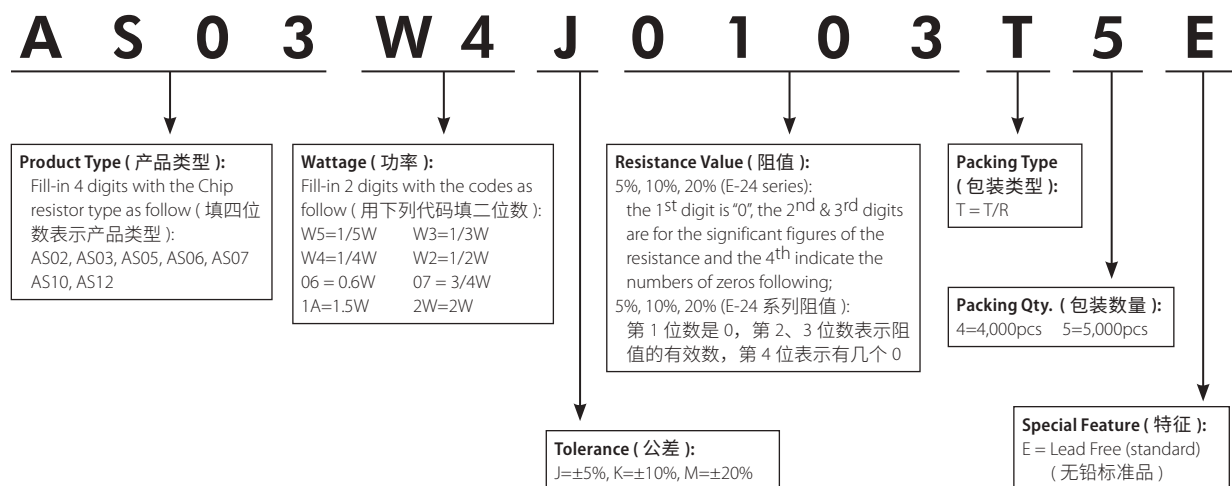 A S 0 3 W 4 J 0 1 0 3 T 5 E
Product Type ( 产品类型 ):
Fill-in 4 digits with the Chip
resistor type as follow ( 填四位
数表示产品类型 ):
AS02, AS03, AS05, AS06, AS07
AS10, AS12
Wattage ( 功率 ):
Fill-in 2 digits with the codes as
follow ( 用下列代码填二位数 ):
W5=1/5W W3=1/3W
W4=1/4W W2=1/2W
06 = 0.6W 07 = 3/4W
1A=1.5W 2W=2W
Resistance Value ( 阻值 ):
5%, 10%, 20% (E-24 series):
the 1st digit is “0”, the 2nd & 3rd digits
are for the significant figures of the
resistance and the 4th indicate the
numbers of zeros following;
5%, 10%, 20% (E-24 系列阻值 ):
第 1 位数是 0，第 2、3 位数表示阻
值的有效数，第 4 位表示有几个 0
Packing Type
( 包装类型 ):
T = T/R
Packing Qty. ( 包装数量 ):
4=4,000pcs 5=5,000pcs
Tolerance ( 公差 ):
J=±5%, K=±10%, M=±20%
Special Feature ( 特征 ):
E = Lead Free (standard)
( 无铅标准品 )